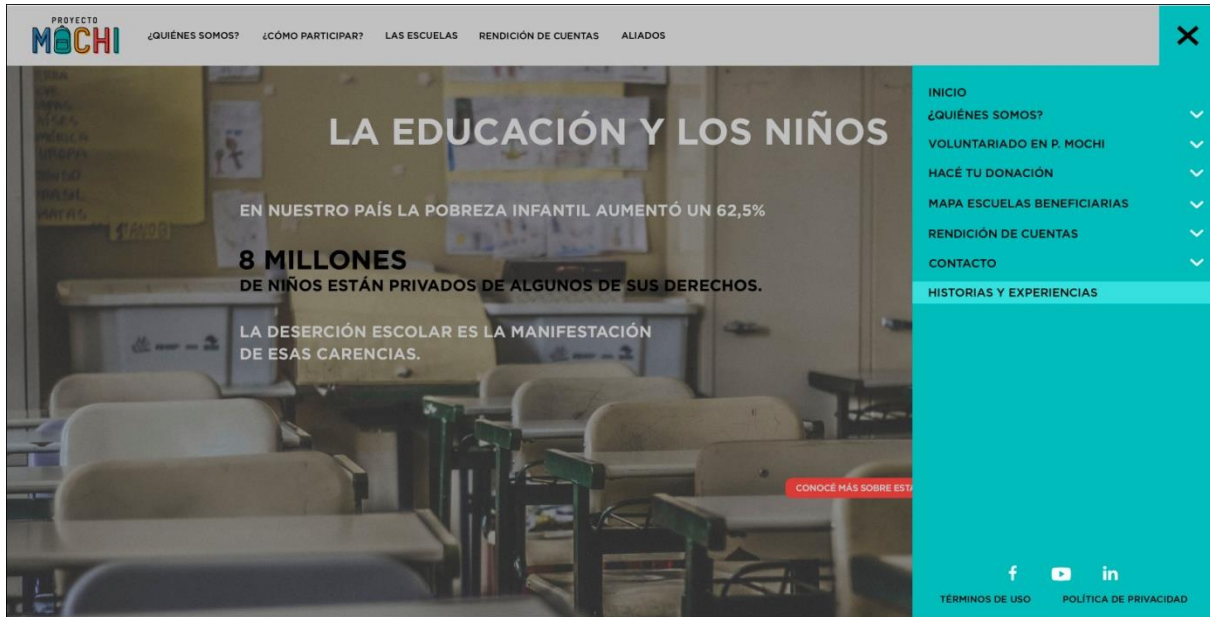 PROYECTO
MOCHI
¿QUIÉNES SOMOS?
¿CÓMO PARTICIPAR?
LAS ESCUELAS
RENDICIÓN DE CUENTAS
ALIADOS
LA EDUCACIÓN Y LOS NIÑOS
EN NUESTRO PAÍS LA POBREZA INFANTIL AUMENTÓ UN 62,5%
8 MILLONES
DE NIÑOS ESTÁN PRIVADOS DE ALGUNOS DE SUS DERECHOS.
LA DESERCIÓN ESCOLAR ES LA MANIFESTACIÓN
DE ESAS CARENCIAS.
CONOCÉ MÁS SOBRE
INICIO
¿QUIÉNES SOMOS?
VOLUNTARIADO EN P. MOCHI
HACÉ TU DONACIÓN
MAPA ESCUELAS BENEFICIARIAS
RENDICIÓN DE CUENTAS
CONTACTO
HISTORIAS Y EXPERIENCIAS
f
in
TÉRMINOS DE USO
POLÍTICA DE PRIVACIDAD